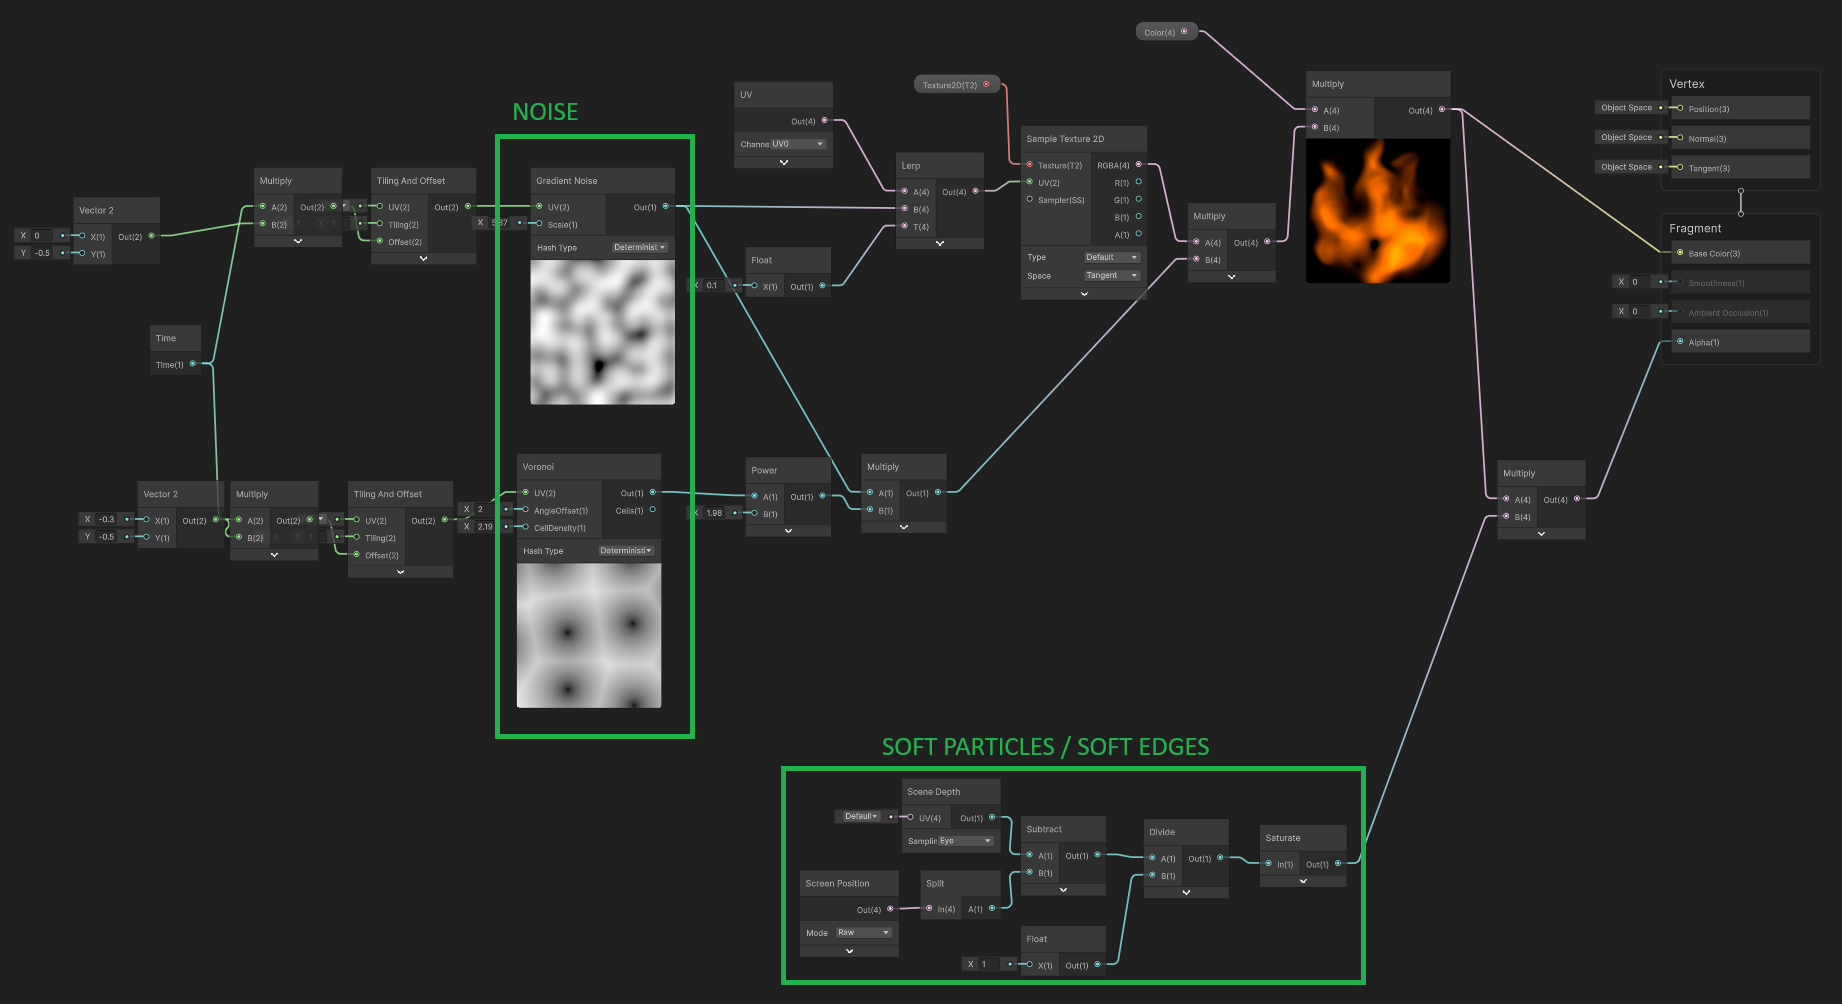 Color(4)
NOISE
Texture2D(T2)
UV
Out(4)
Channe UV0
Multiply
A(4) Out(4)
B(4)
Vertex
Object Space Position(3)
Object Space Normal(3)
Object Space Tangent(3)
Fragment
Base Color(3)
X 0 Smoothness(1)
X 0 Ambient Occlusion(1)
Alpha(1)
Sample Texture 2D
Texture(T2) RGBA(4)
UV(2) R(1)
Sampler(SS) G(1)
B(1)
A(1)
Type Default
Space Tangent
Lerp
A(4) Out(4)
B(4)
T(4)
Multiply
A(4) Out(4)
B(4)
Vector 2
X 0 X(1) Out(2)
Y -0.5 Y(1)
Multiply
A(2) Out(2)
B(2)
Tiling And Offset
UV(2) Out(2)
Tiling(2)
Offset(2)
Gradient Noise
UV(2) Out(1)
X Scale(1)
Hash Type Determinist
Float
X 0.1 X(1) Out(1)
Time
Time(1)
Vector 2
X -0.3 X(1) Out(2)
Y -0.5 Y(1)
Multiply
A(2) Out(2)
B(2)
Tiling And Offset
UV(2) Out(2)
Tiling(2)
Offset(2)
Voronoi
UV(2) Out(1)
X 2 AngleOffset(1) Cells(1)
X 2.19 CellDensity(1)
Hash Type Deterministi
Power
A(1) Out(1)
X 1.98 B(1)
Multiply
A(1) Out(1)
B(1)
Multiply
A(4) Out(4)
B(4)
SOFT PARTICLES / SOFT EDGES
Scene Depth
Default UV(4) Out(1)
Samplin Eye
Screen Position
Out(4)
Mode Raw
Split
In(4) A(1)
Subtract
A(1) Out(1)
B(1)
Float
X 1 X(1) Out(1)
Divide
A(1) Out(1)
B(1)
Saturate
In(1) Out(1)